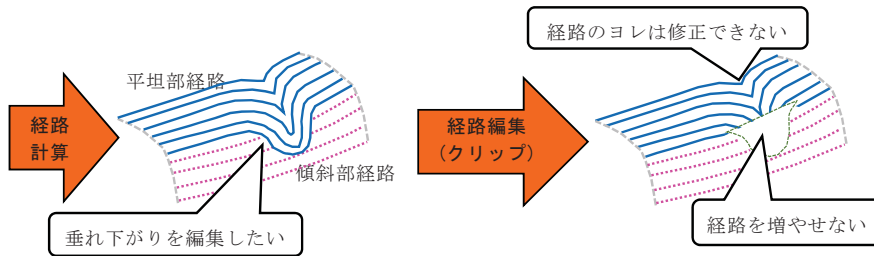 経路
計算
平坦部経路
傾斜部経路
垂れ下がりを編集したい
経路編集
(クリップ)
経路のヨレは修正できない
経路を増やせない